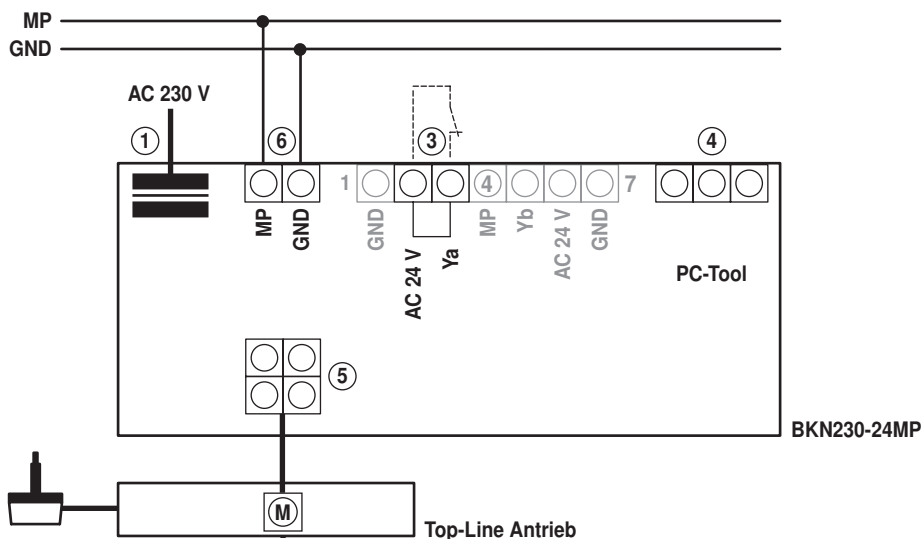 MP
GND
AC 230 V
1
6
3
4
1
4
7
MP
GND
GND
AC 24 V
Ya
MP
Yb
AC 24 V
GND
PC-Tool
5
BKN230-24MP
M
Top-Line Antrieb